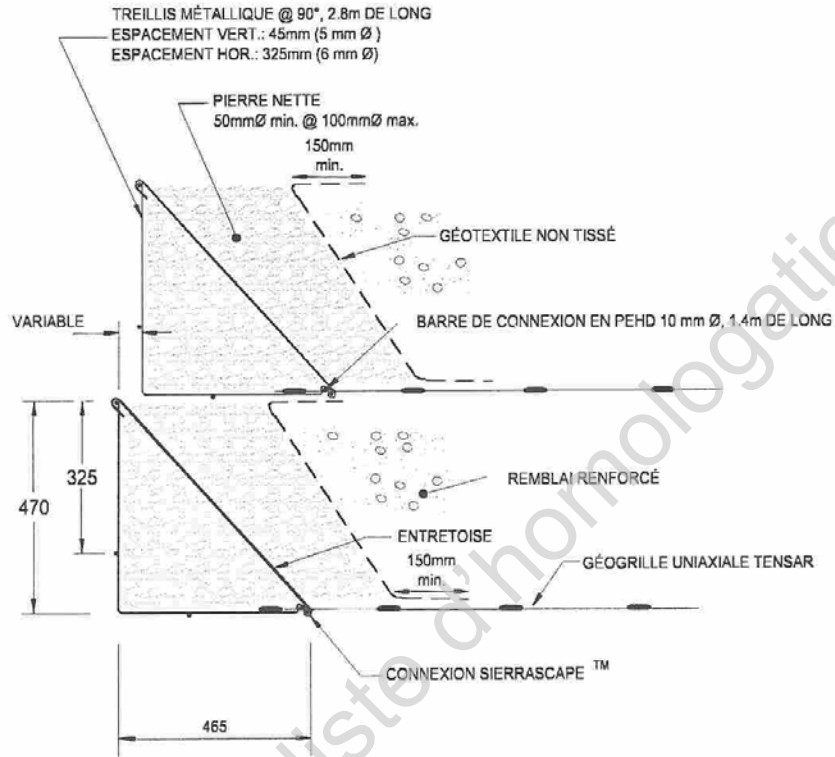 TREILLIS MÉTALLIQUE @ 90°, 2.8m DE LONG
ESPACEMENT VERT.: 45mm (5 mm Ø )
ESPACEMENT HOR.: 325mm (6 mm Ø)
PIERRE NETTE
50mmØ min. @ 100mmØ max.
150mm
min.
GÉOTEXTILE NON TISSÉ
VARIABLE
BARRE DE CONNEXION EN PEHD 10 mm Ø, 1.4m DE LONG
325
470
REMBLAI RENFORCÉ
ENTRETOISE
150mm
min.
GÉOGRILLE UNIAXIALE TENSAR
CONNEXION SIERRASCAPE ™
465
liste d'homologatio